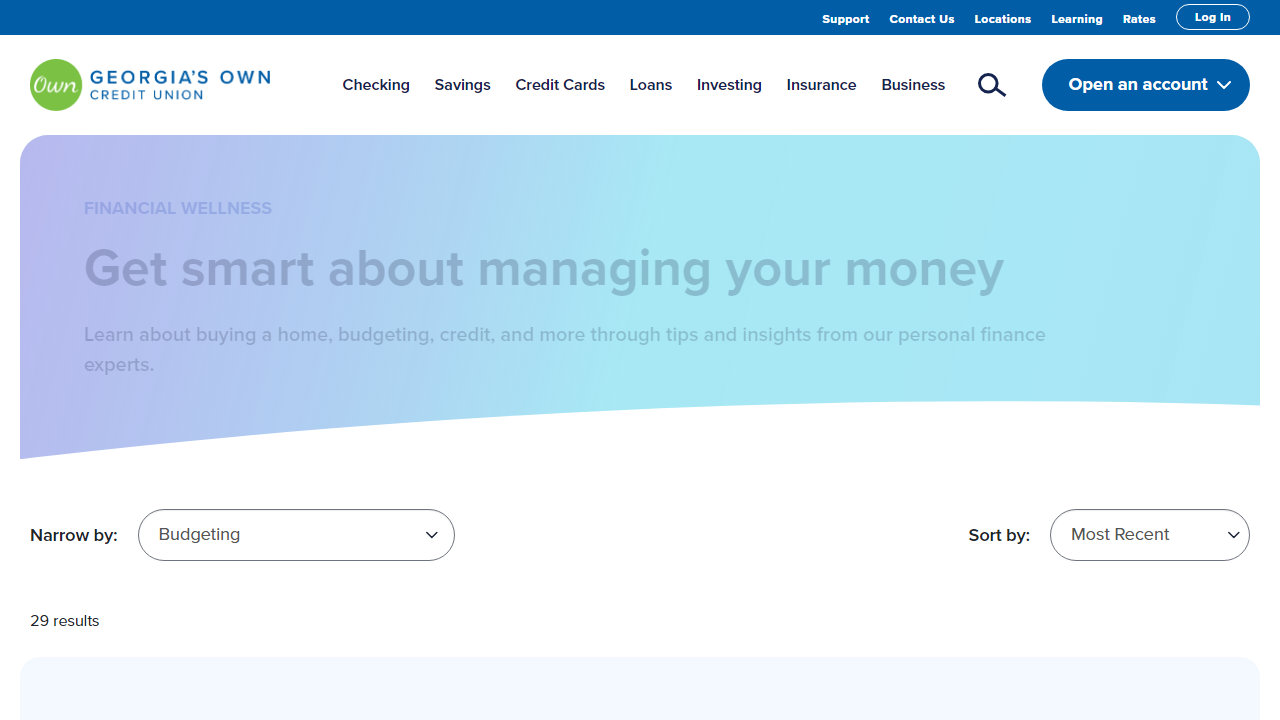 Support Contact Us Locations Learning Rates Log In
Own GEORGIA'S OWN
CREDIT UNION
Checking Savings Credit Cards Loans Investing Insurance Business Open an account
FINANCIAL WELLNESS
Get smart about managing your money
Learn about buying a home, budgeting, credit, and more through tips and insights from our personal finance
experts.
Narrow by: Budgeting Sort by: Most Recent
29 results